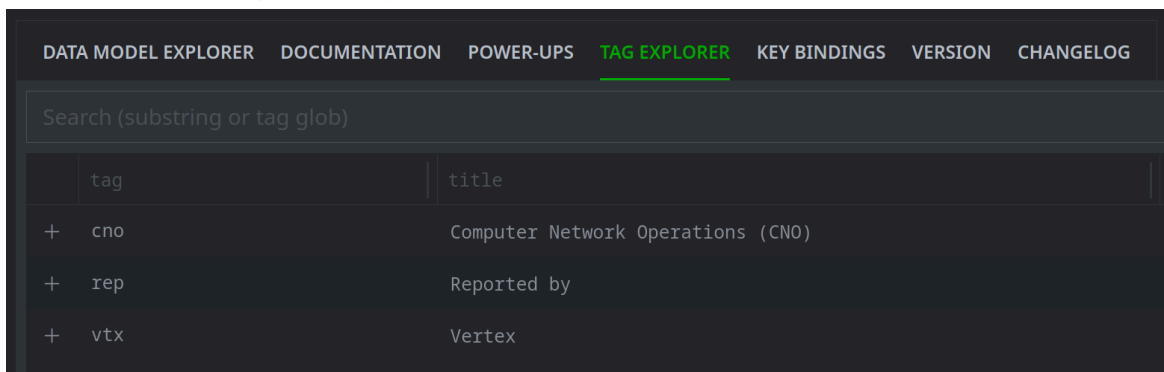 DATA MODEL EXPLORER DOCUMENTATION POWER-UPS TAG EXPLORER KEY BINDINGS VERSION CHANGELOG
Search (substring or tag glob)
tag title
+ cno Computer Network Operations (CNO)
+ rep Reported by
+ vtx Vertex